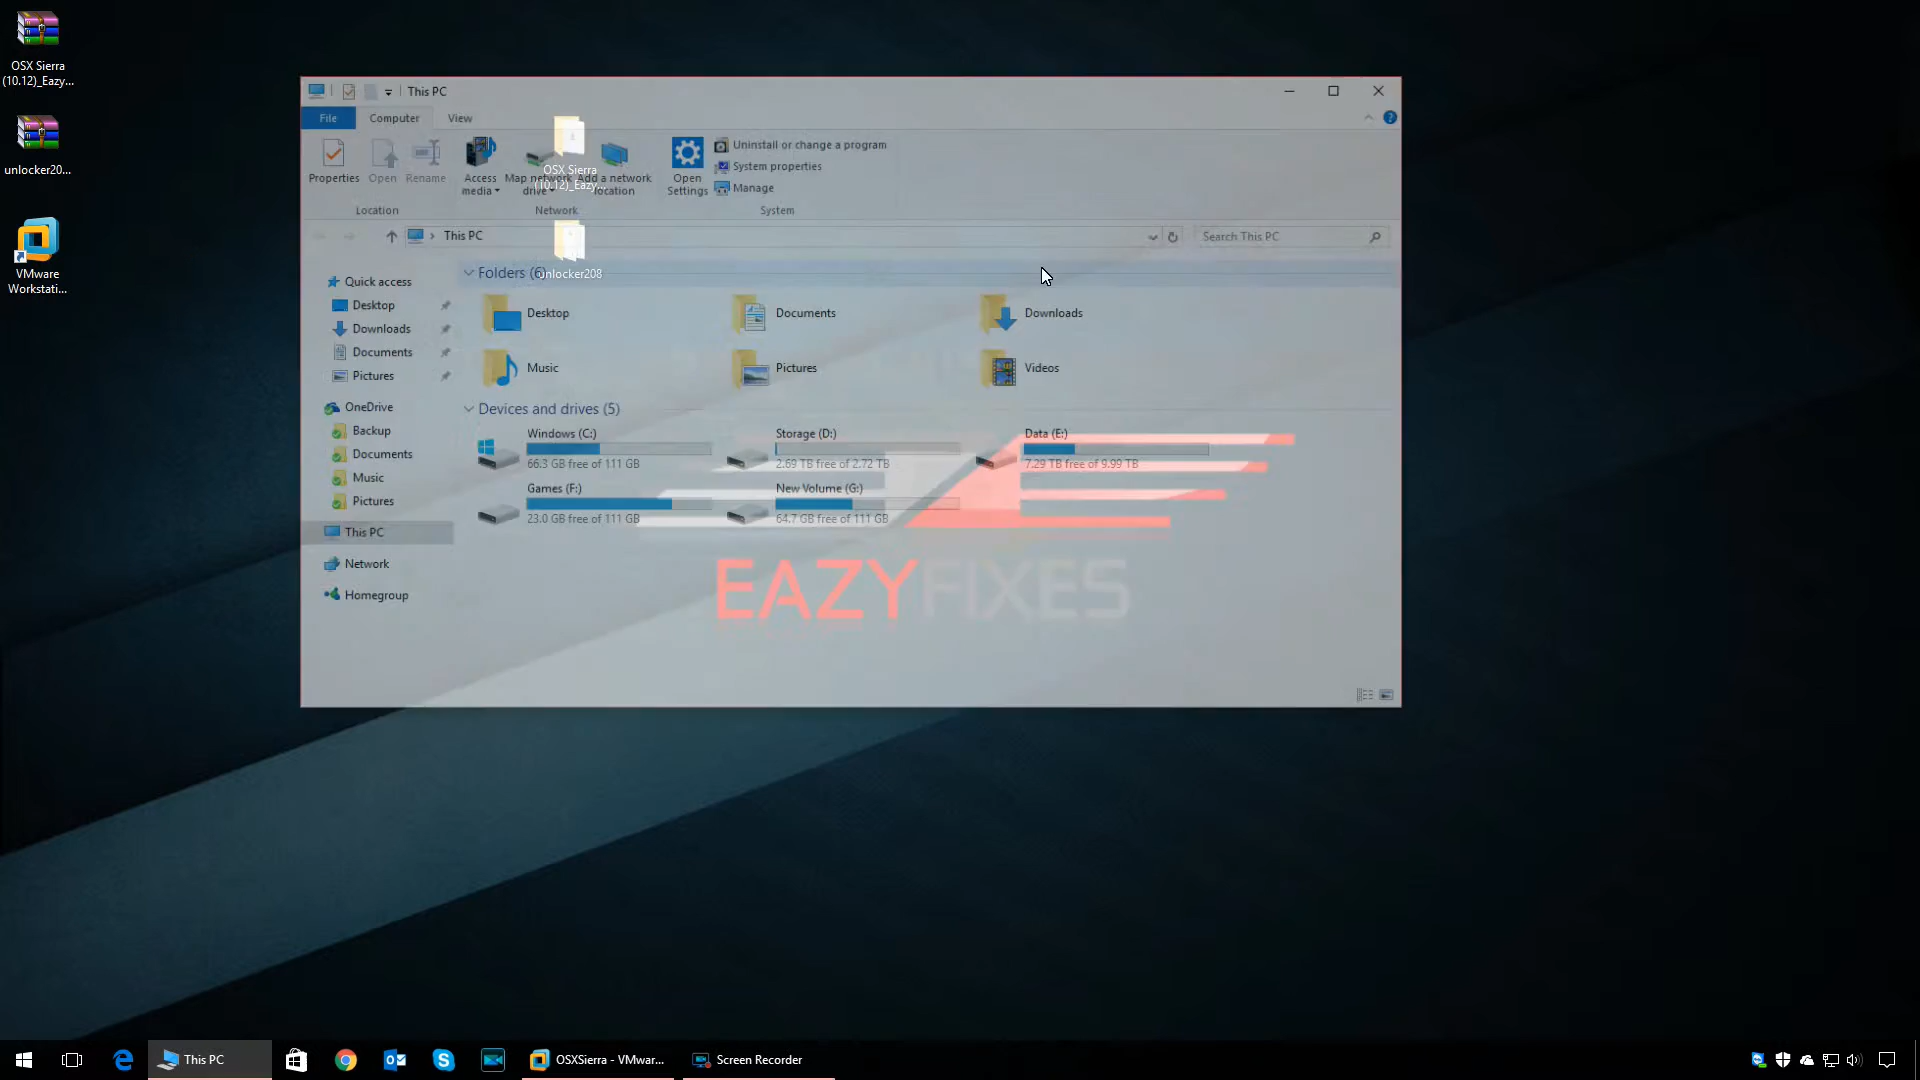 OSX Sierra
(10.12)_Eazy...
unlocker20...
VMware
Workstati...
This PC
File
Computer
View
Properties
Open
Rename
Access
media
Map network
drive
Add a network
location
Open
Settings
Uninstall or change a program
System properties
Manage
Location
Network
System
OSX Sierra
(10.12)_Eazy...
unlocker208
This PC
Search This PC
Quick access
Desktop
Downloads
Documents
Pictures
OneDrive
Backup
Documents
Music
Pictures
This PC
Network
Homegroup
Folders (6)
Desktop
Documents
Downloads
Music
Pictures
Videos
Devices and drives (5)
Windows (C:)
66.3 GB free of 111 GB
Storage (D:)
2.69 TB free of 2.72 TB
Data (E:)
7.29 TB free of 9.99 TB
Games (F:)
23.0 GB free of 111 GB
New Volume (G:)
64.7 GB free of 111 GB
EAZYFIXES
This PC
OSXSierra - VMwar...
Screen Recorder